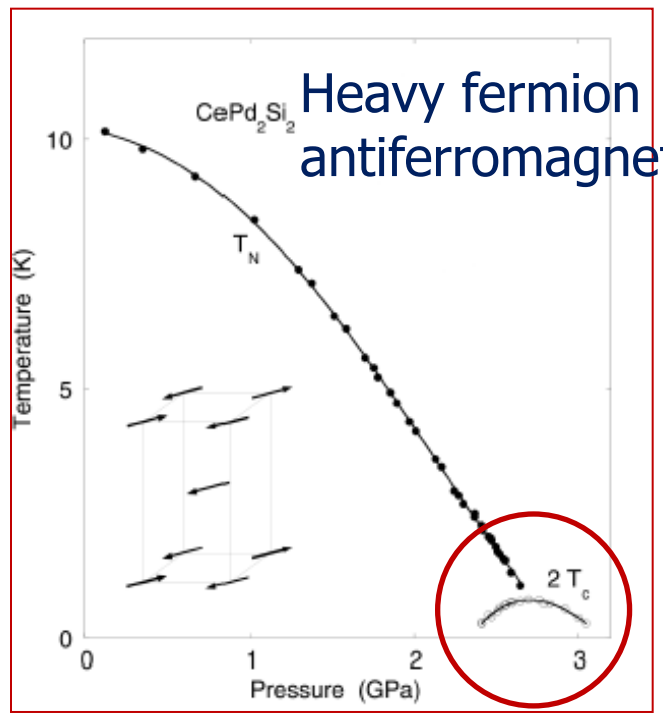 Heavy fermion
antiferromagnet
CePd2Si2
10
TN
5
0
Temperature (K)
2 Tc
0 1 2 3
Pressure (GPa)